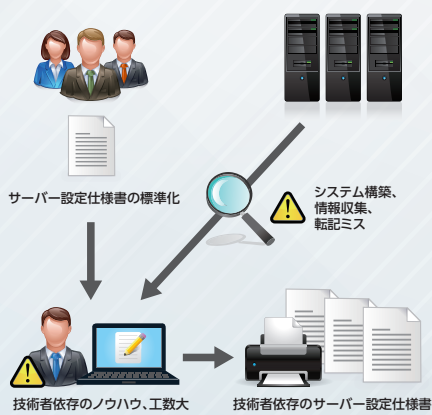 サーバー設定仕様書の標準化
システム構築、
情報収集、
転記ミス
技術者依存のノウハウ、工数大
技術者依存のサーバー設定仕様書